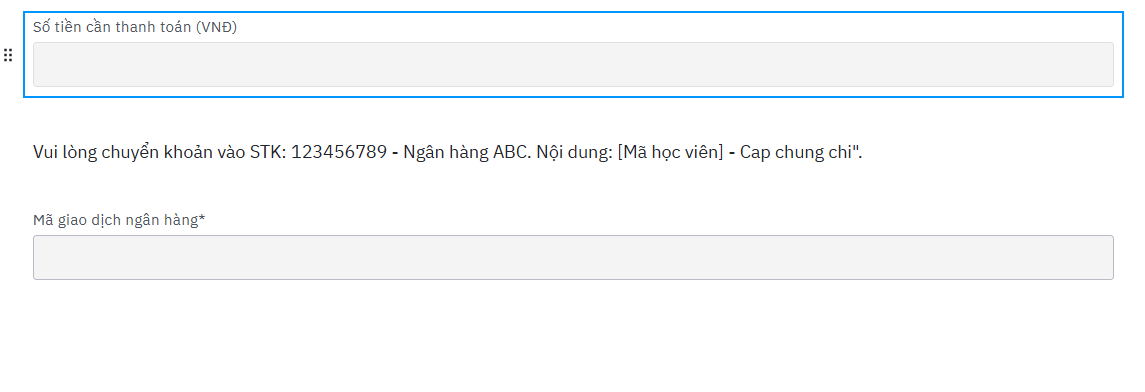 Số tiền cần thanh toán (VNĐ)
Vui lòng chuyển khoản vào STK: 123456789 - Ngân hàng ABC. Nội dung: [Mã học viên] - Cap chung chi".
Mã giao dịch ngân hàng*